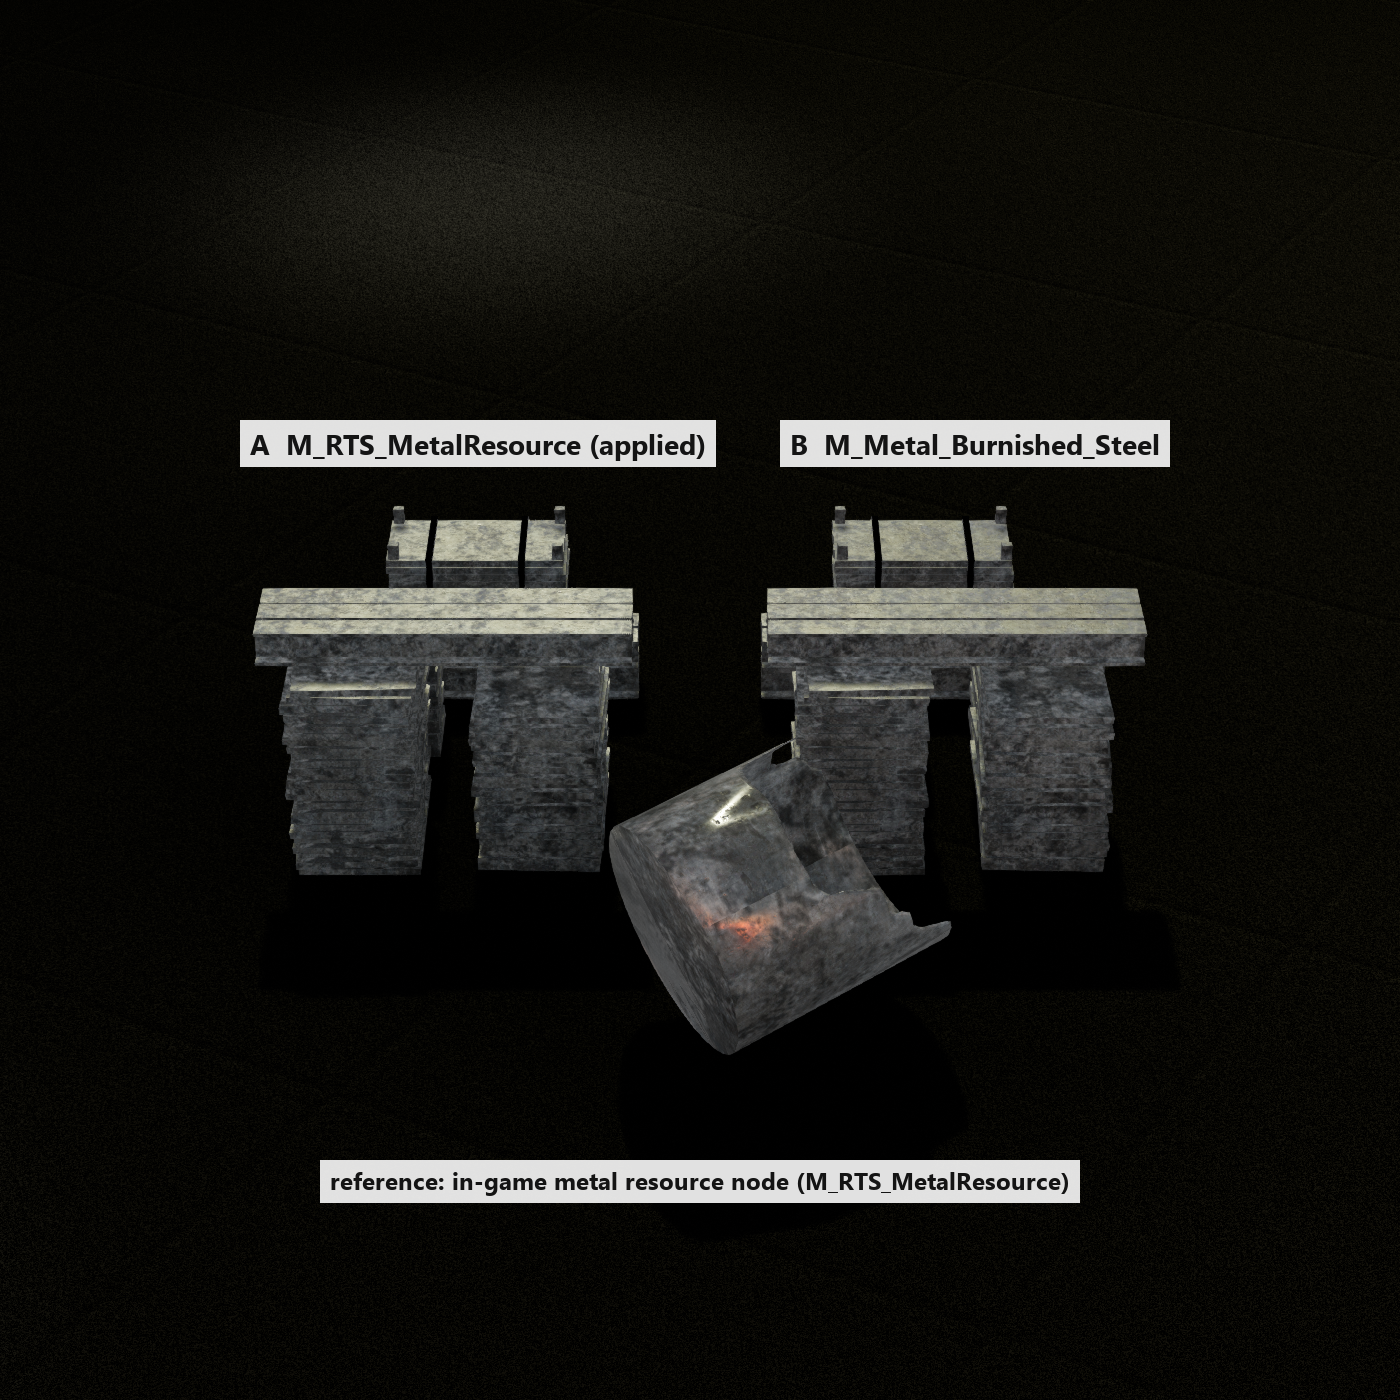 A M_RTS_MetalResource (applied)
B M_Metal_Burnished_Steel
reference: in-game metal resource node (M_RTS_MetalResource)